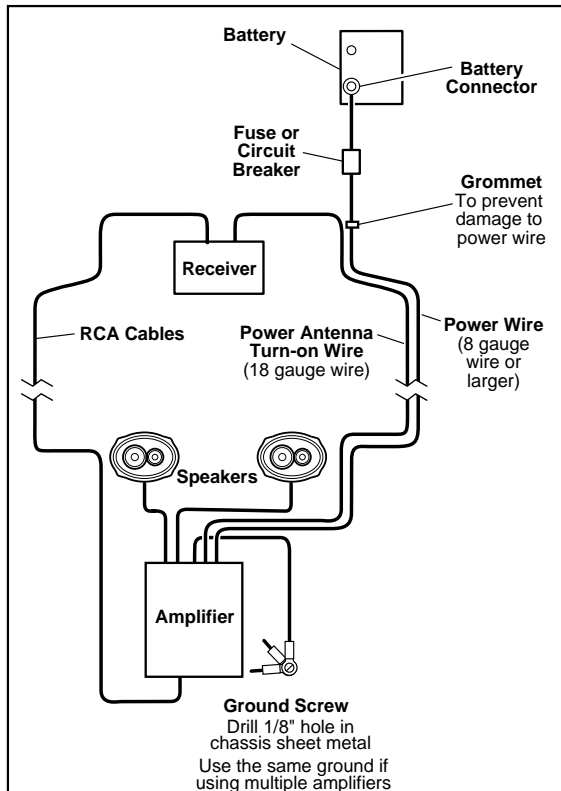 Battery
Battery
Connector
Fuse or
Circuit
Breaker
Grommet
To prevent
damage to
power wire
Receiver
RCA Cables
Power Antenna
Turn-on Wire
(18 gauge wire)
Power Wire
(8 gauge
wire or
larger)
Speakers
Amplifier
Ground Screw
Drill 1/8" hole in
chassis sheet metal
Use the same ground if
using multiple amplifiers